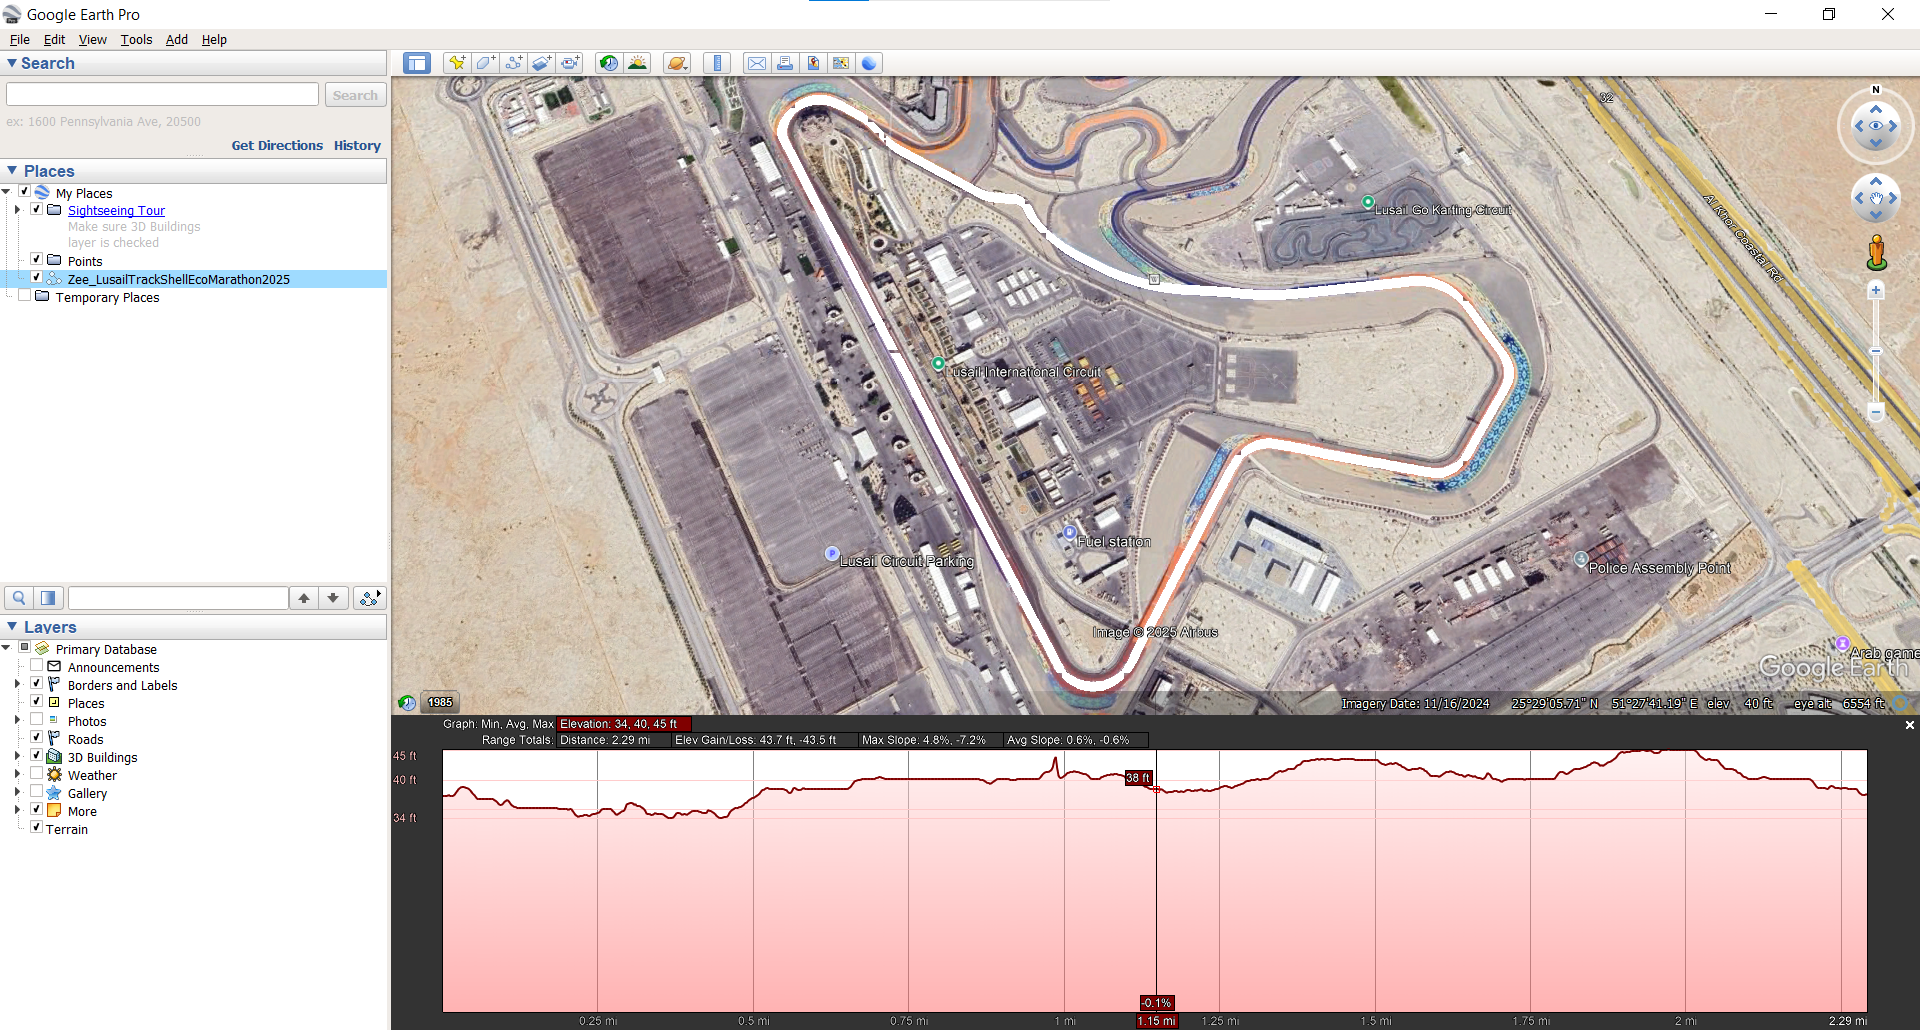 Google Earth Pro
File Edit View Tools Add Help
Search
Search
ex: 1600 Pennsylvania Ave, 20500
Get Directions History
Places
My Places
Sightseeing Tour
Make sure 3D Buildings
layer is checked
Points
Zee_LusailTrackShellEcoMarathon2025
Temporary Places
Layers
Primary Database
Announcements
Borders and Labels
Places
Photos
Roads
3D Buildings
Weather
Gallery
More
Terrain
N
32
Al Khor Coastal Rd
Lusail Go Karting Circuit
Lusail International Circuit
Fuel station
Lusail Circuit Parking
Police Assembly Point
Image © 2025 Airbus
Arab game
Google Earth
1985
Imagery Date: 11/16/2024 25°29'05.71" N 51°27'41.19" E elev 40 ft eye alt 6554 ft
Graph: Min, Avg, Max Elevation: 34, 40, 45 ft
Range Totals: Distance: 2.29 mi Elev Gain/Loss: 43.7 ft, -43.5 ft Max Slope: 4.8%, -7.2% Avg Slope: 0.6%, -0.6%
45 ft
40 ft
34 ft
38 ft
-0.1%
0.25 mi 0.5 mi 0.75 mi 1 mi 1.15 mi 1.25 mi 1.5 mi 1.75 mi 2 mi 2.29 mi